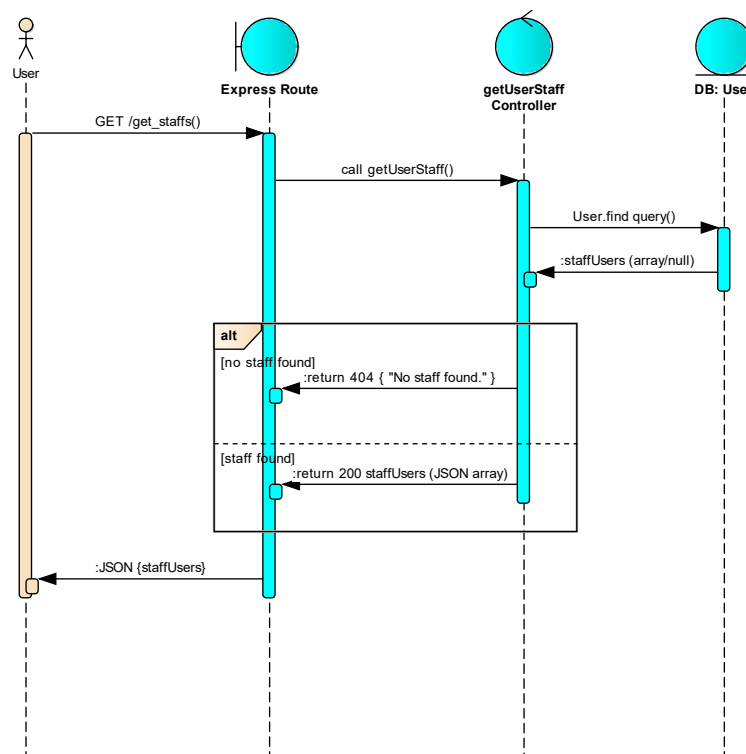 User
Express Route
getUserStaff
Controller
DB: Use
GET /get_staffs()
call getUserStaff()
User.find query()
:staffUsers (array/null)
alt
[no staff found]
:return 404 { "No staff found." }
[staff found]
:return 200 staffUsers (JSON array)
:JSON {staffUsers}